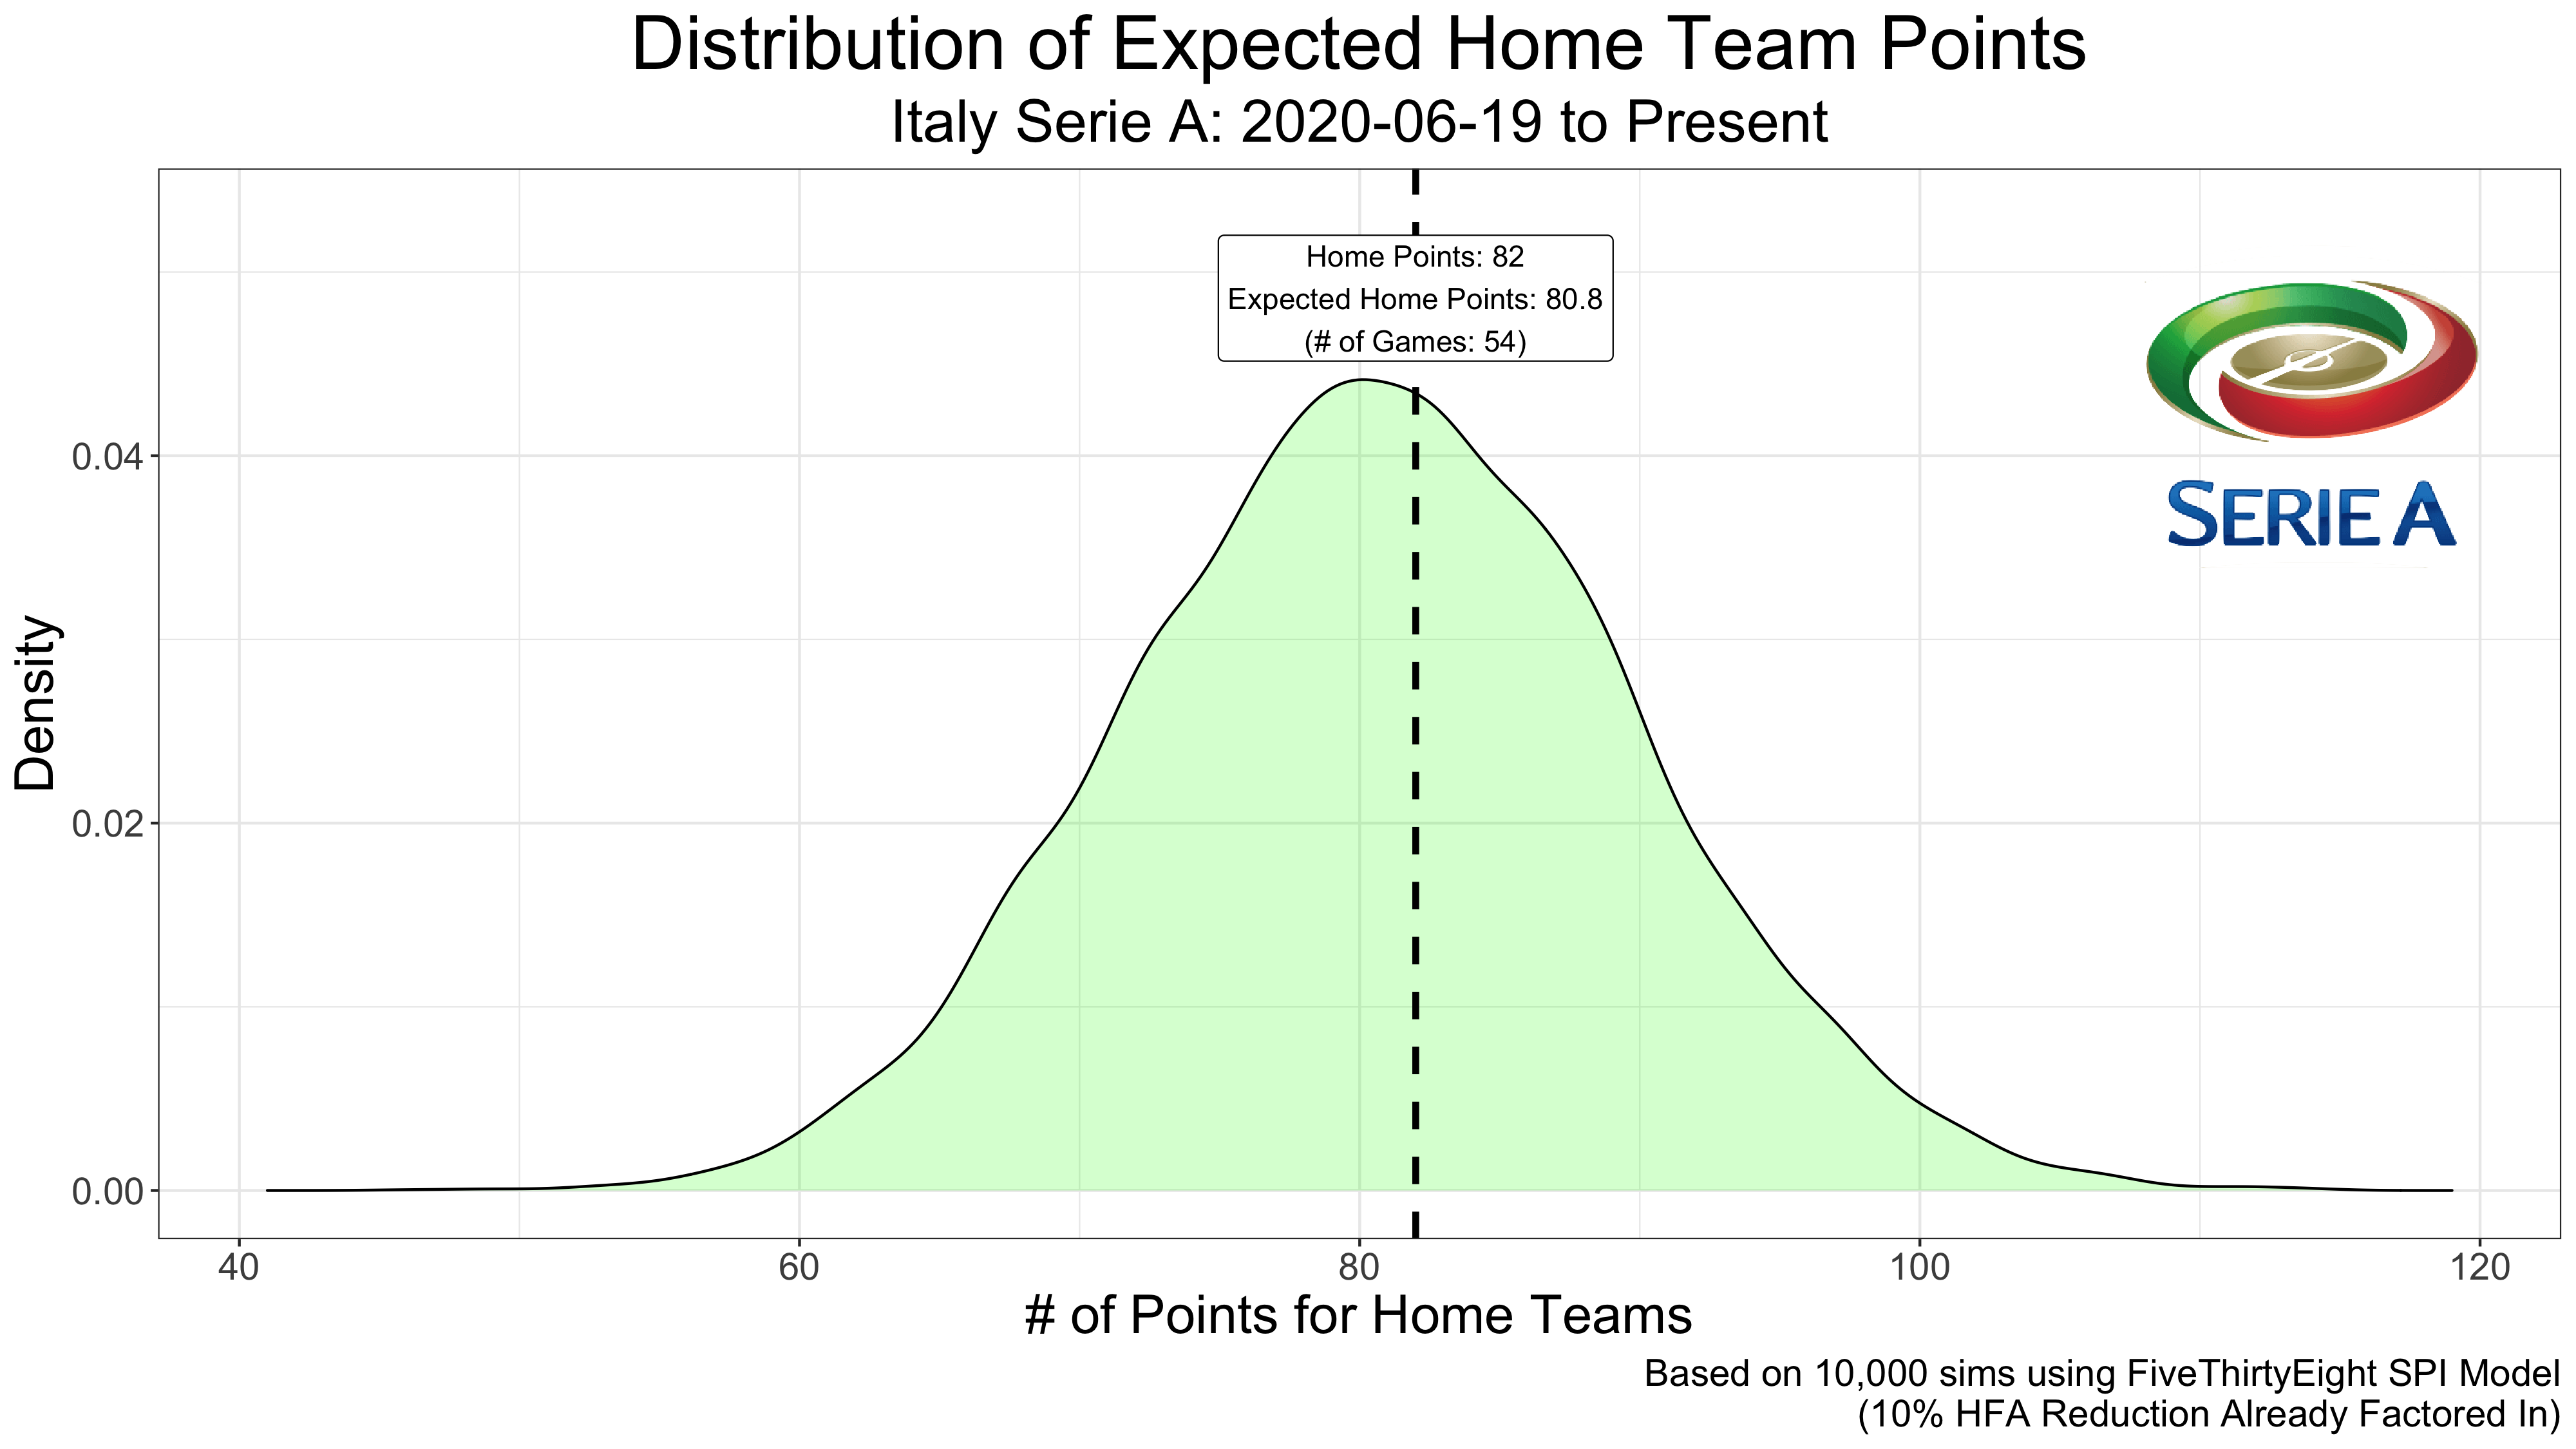 Distribution of Expected Home Team Points
Italy Serie A: 2020-06-19 to Present
Home Points: 82
Expected Home Points: 80.8
(# of Games: 54)
SERIE A
Density
0.04
0.02
0.00
40 60 80 100 120
# of Points for Home Teams
Based on 10,000 sims using FiveThirtyEight SPI Model
(10% HFA Reduction Already Factored In)